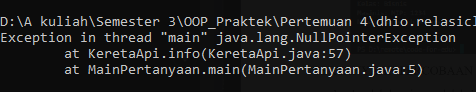 D:\A kuliah\Semester 3\OOP_Praktek\Pertemuan 4\dhio.relasicl
Exception in thread "main" java.lang.NullPointerException
at KeretaApi.info(KeretaApi.java:57)
at MainPertanyaan.main(MainPertanyaan.java:5)